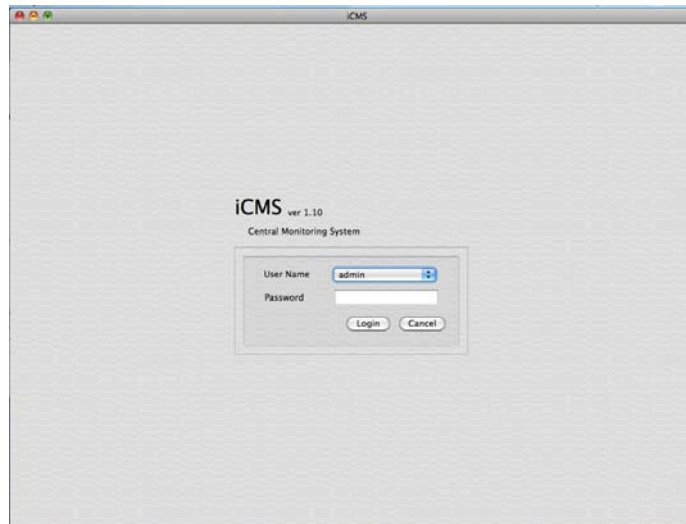 iCMS
iCMS ver 1.10
Central Monitoring System
User Name admin
Password
Login Cancel